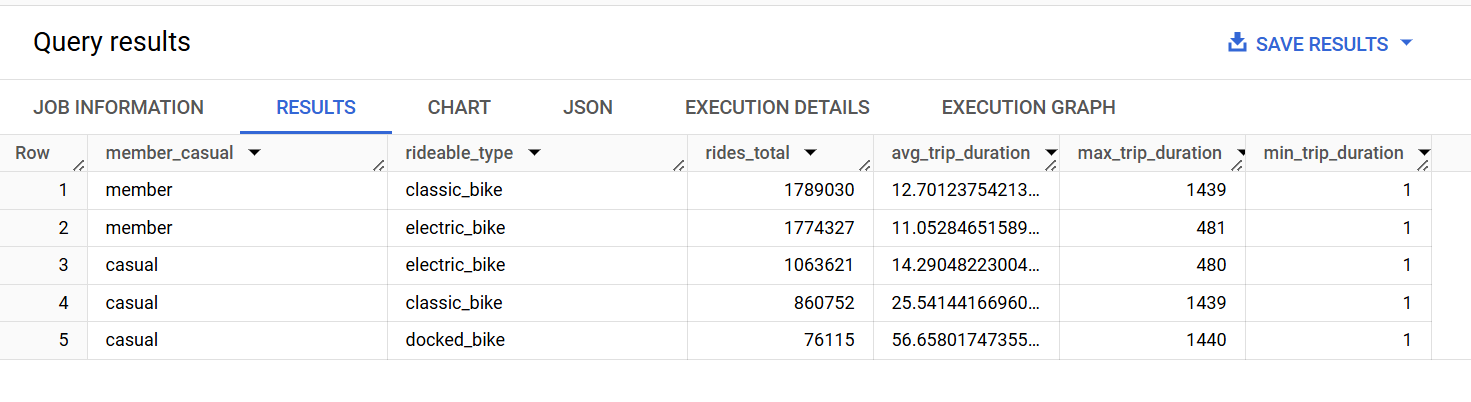 Query results
SAVE RESULTS
JOB INFORMATION RESULTS CHART JSON EXECUTION DETAILS EXECUTION GRAPH
Row member_casual rideable_type rides_total avg_trip_duration max_trip_duration min_trip_duration
1 member classic_bike 1789030 12.70123754213... 1439 1
2 member electric_bike 1774327 11.05284651589... 481 1
3 casual electric_bike 1063621 14.29048223004... 480 1
4 casual classic_bike 860752 25.54144166960... 1439 1
5 casual docked_bike 76115 56.65801747355... 1440 1